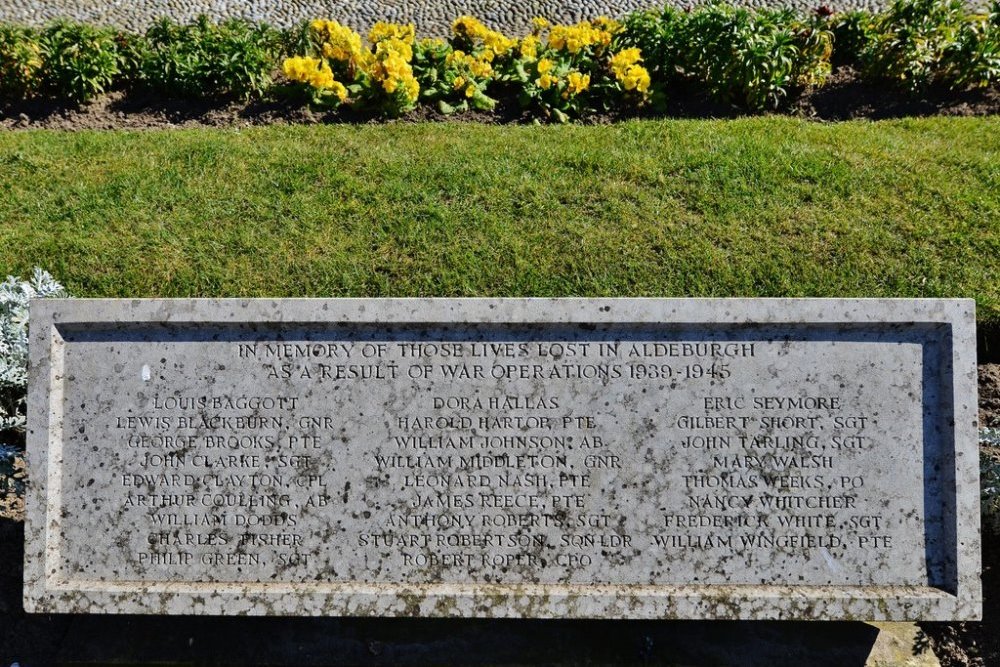 IN MEMORY OF THOSE LIVES LOST IN ALDEBURGH
AS A RESULT OF WAR OPERATIONS 1939-1945
LOUIS BAGGOTT
LEWIS BLACKBURN, GNR
GEORGE BROOKS, PTE
JOHN CLARKE, SGT
EDWARD CLAYTON, CPL
ARTHUR COULLING, AB
WILLIAM DODDS
CHARLES FISHER
PHILIP GREEN, SGT
DORA HALLAS
HAROLD HARTOP, PTE
WILLIAM JOHNSON, AB
WILLIAM MIDDLETON, GNR
LEONARD NASH, PTE
JAMES REECE, PTE
ANTHONY ROBERTS, SGT
STUART ROBERTSON, SQN LDR
ROBERT ROPER, CPO
ERIC SEYMORE
GILBERT SHORT, SGT
JOHN TARLING, SGT
MARY WALSH
THOMAS WEEKS, PO
NANCY WHITCHER
FREDERICK WHITE, SGT
WILLIAM WINGFIELD, PTE